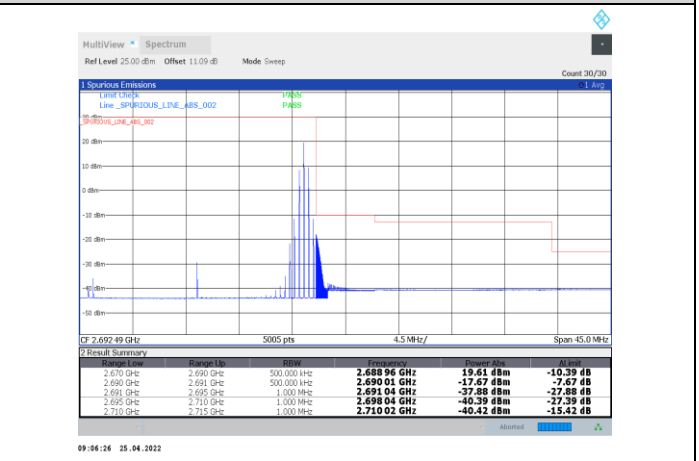 MultiView Spectrum
Ref Level 25.00 dBm Offset 11.09 dB Mode Sweep
Count 30/30
1 Spurious Emissions 1 Avg
Limit Check PASS
Line _SPURIOUS_LINE_ABS_002 PASS
30 dBm
_SPURIOUS_LINE_ABS_002
20 dBm
10 dBm
0 dBm
-10 dBm
-20 dBm
-30 dBm
-40 dBm
-50 dBm
CF 2.692 49 GHz 5005 pts 4.5 MHz/ Span 45.0 MHz
2 Result Summary
Range Low Range Up RBW Frequency Power Abs ΔLimit
2.670 GHz 2.690 GHz 500.000 kHz 2.688 96 GHz 19.61 dBm -10.39 dB
2.690 GHz 2.691 GHz 500.000 kHz 2.690 01 GHz -17.67 dBm -7.67 dB
2.691 GHz 2.695 GHz 1.000 MHz 2.691 04 GHz -37.88 dBm -27.88 dB
2.695 GHz 2.710 GHz 1.000 MHz 2.698 04 GHz -40.39 dBm -27.39 dB
2.710 GHz 2.715 GHz 1.000 MHz 2.710 02 GHz -40.42 dBm -15.42 dB
Aborted
09:06:26 25.04.2022